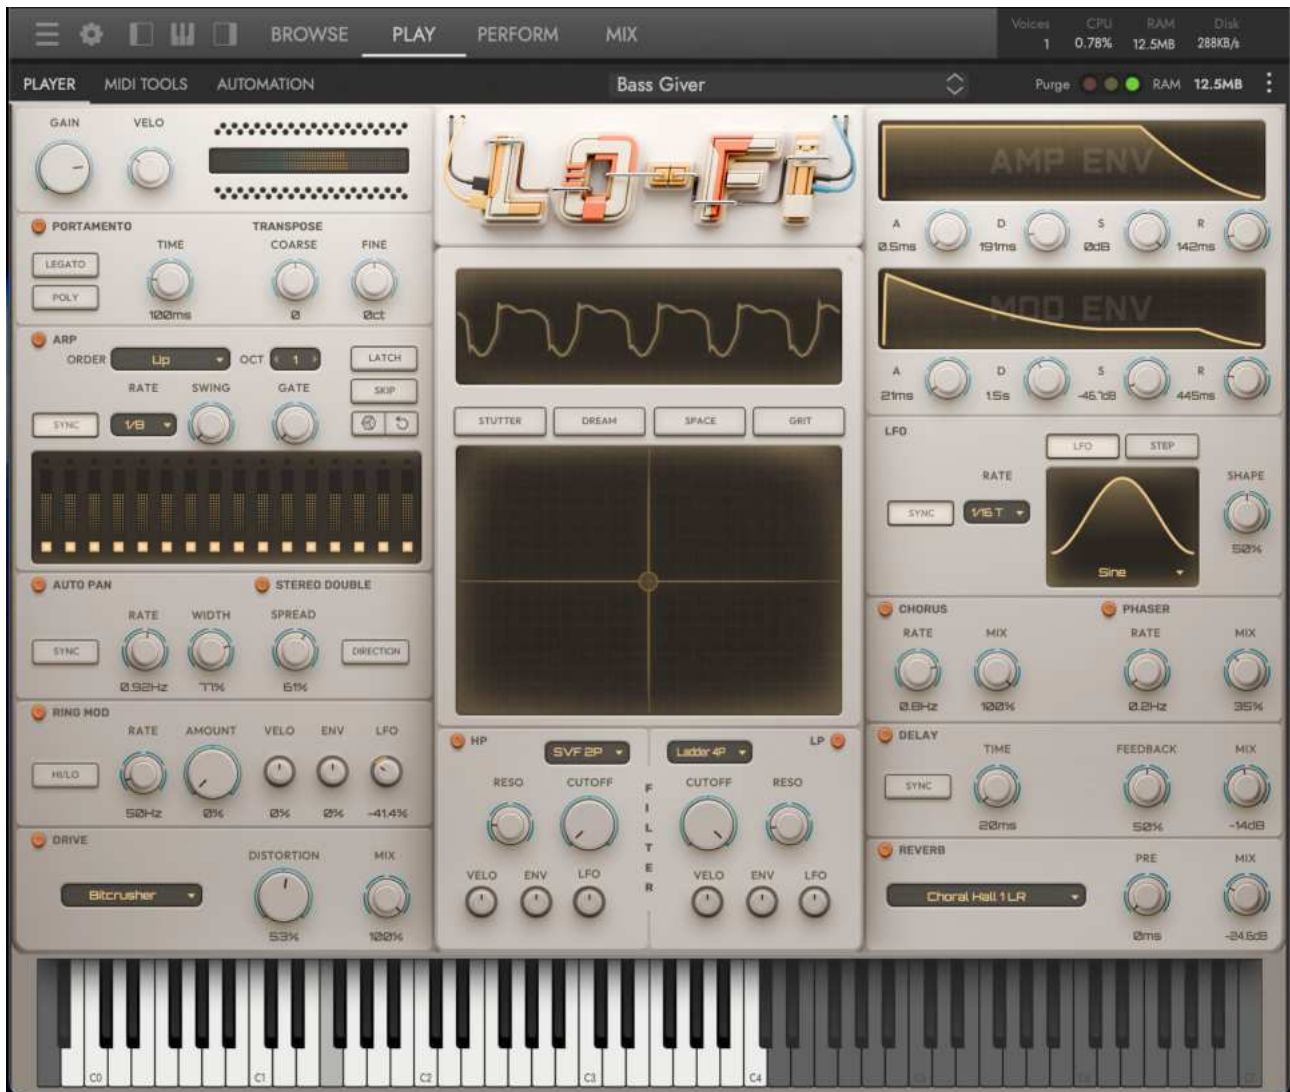 BROWSE PLAY PERFORM MIX
Voices CPU RAM Disk
1 0.78% 12.5MB 288KB/s
PLAYER MIDI TOOLS AUTOMATION Bass Giver Purge RAM 12.5MB
GAIN VELO
PORTAMENTO TRANSPOSE
TIME COARSE FINE
LEGATO
POLY
100ms 0 0ct
ARP
ORDER Up OCT 1 LATCH
RATE SWING GATE SKIP
SYNC 1/8
AUTO PAN STEREO DOUBLE
RATE WIDTH SPREAD
SYNC DIRECTION
0.92Hz 77% 61%
RING MOD
RATE AMOUNT VELO ENV LFO
HI/LO
50Hz 0% 0% 0% -41.4%
DRIVE
DISTORTION MIX
Bitcrusher
53% 100%
LO-FI
STUTTER DREAM SPACE GRIT
HP SVF 2P Ladder 4P LP
RESO CUTOFF CUTOFF RESO
FILTER
VELO ENV LFO VELO ENV LFO
AMP ENV
A D S R
0.5ms 191ms 0dB 142ms
MOD ENV
A D S R
21ms 1.5s -46.7dB 445ms
LFO
LFO STEP
RATE SHAPE
SYNC 1/16 T
50%
Sine
CHORUS PHASER
RATE MIX RATE MIX
0.8Hz 100% 0.2Hz 35%
DELAY
TIME FEEDBACK MIX
SYNC
20ms 50% -14dB
REVERB
PRE MIX
Choral Hall 1 LR
0ms -24.6dB
C0 C1 C2 C3 C4